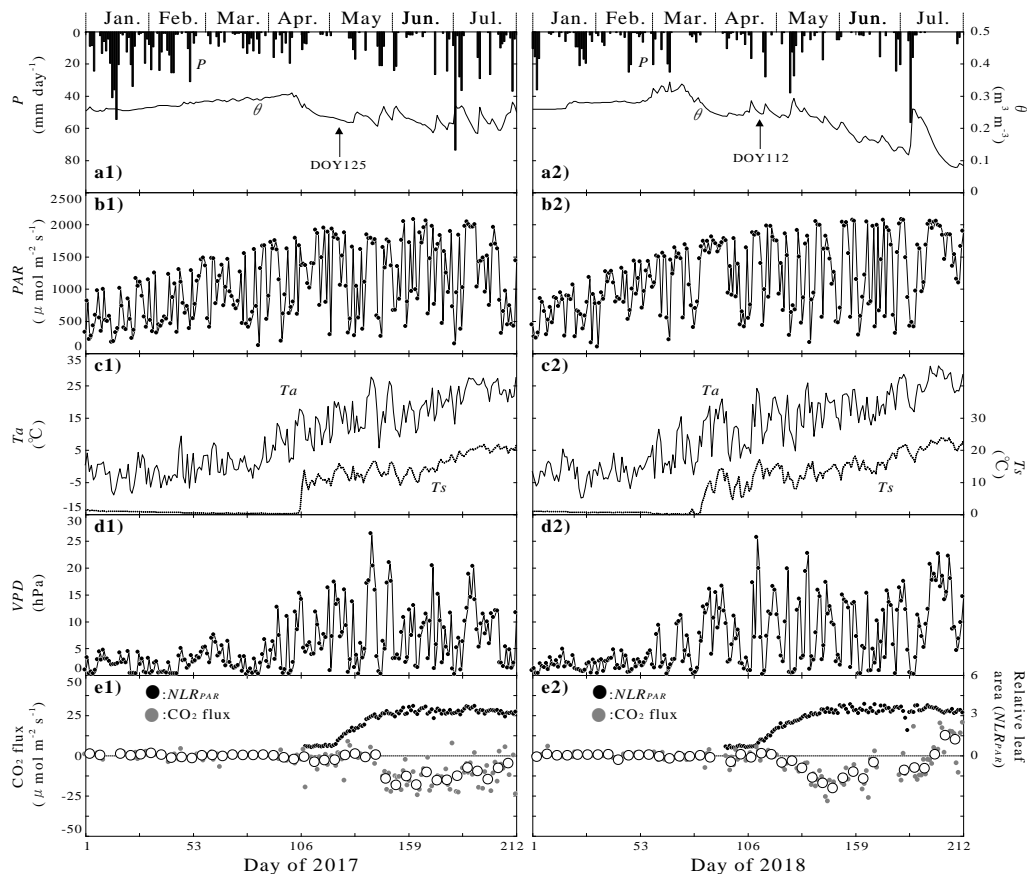 Jan. Feb. Mar. Apr. May Jun. Jul. Jan. Feb. Mar. Apr. May Jun. Jul.
0 20 40 60 80
P (mm day-1)
P
θ
DOY125
a1)
P
θ
DOY112
a2)
0.5 0.4 0.3 0.2 0.1 0
θ (m3 m-3)
2500 2000 1500 1000 500 0
PAR (μ mol m-2 s-1)
b1)
b2)
35 25 15 5 -5 -15
Ta (℃)
c1)
Ta
Ts
c2)
Ta
Ts
30 20 10 0
Ts (℃)
30 25 20 15 10 5 0
VPD (hPa)
d1)
d2)
50 25 0 -25 -50
CO2 flux (μ mol m-2 s-1)
e1)
:NLRPAR
:CO2 flux
e2)
:NLRPAR
:CO2 flux
6 3 0
Relative leaf area (NLRPAR)
1 53 106 159 212 1 53 106 159 212
Day of 2017 Day of 2018